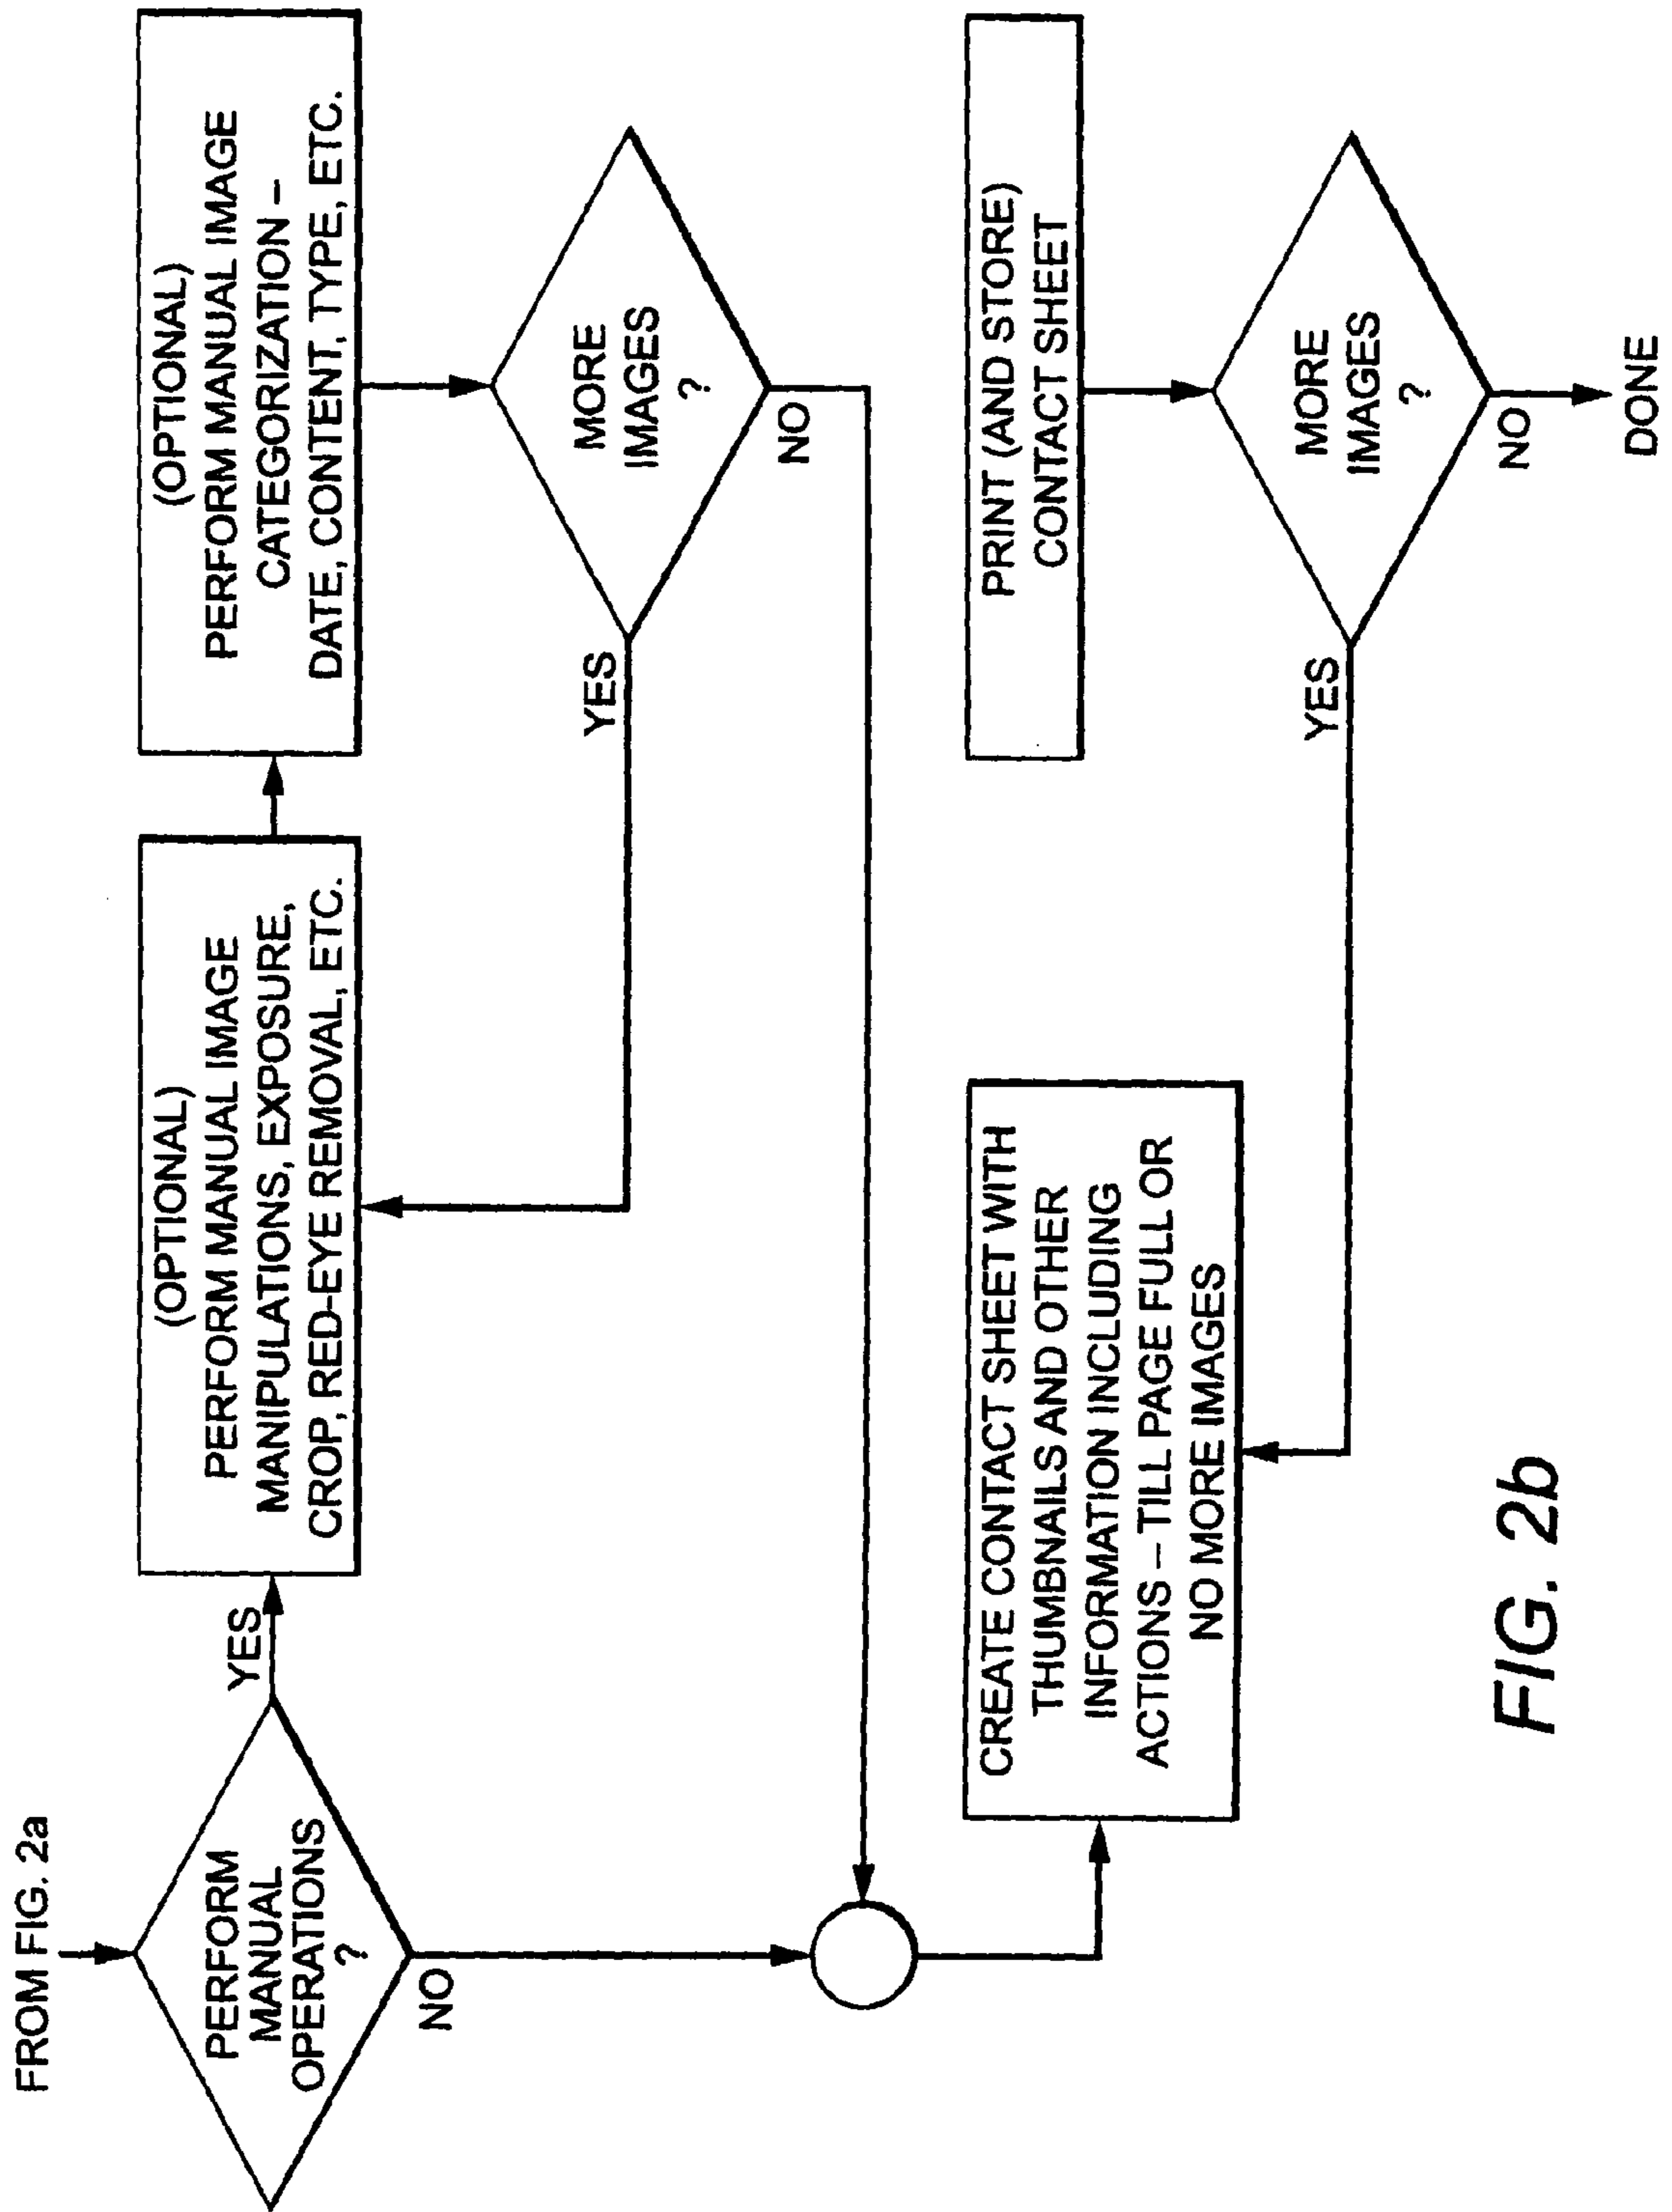 FROM FIG. 2a
PERFORM
MANUAL
OPERATIONS
?
YES
NO
(OPTIONAL)
PERFORM MANUAL IMAGE
MANIPULATIONS, EXPOSURE,
CROP, RED-EYE REMOVAL, ETC.
(OPTIONAL)
PERFORM MANUAL IMAGE
CATEGORIZATION –
DATE, CONTENT, TYPE, ETC.
MORE
IMAGES
?
YES
NO
CREATE CONTACT SHEET WITH
THUMBNAILS AND OTHER
INFORMATION INCLUDING
ACTIONS – TILL PAGE FULL OR
NO MORE IMAGES
PRINT (AND STORE)
CONTACT SHEET
MORE
IMAGES
?
YES
NO
DONE
FIG. 2b